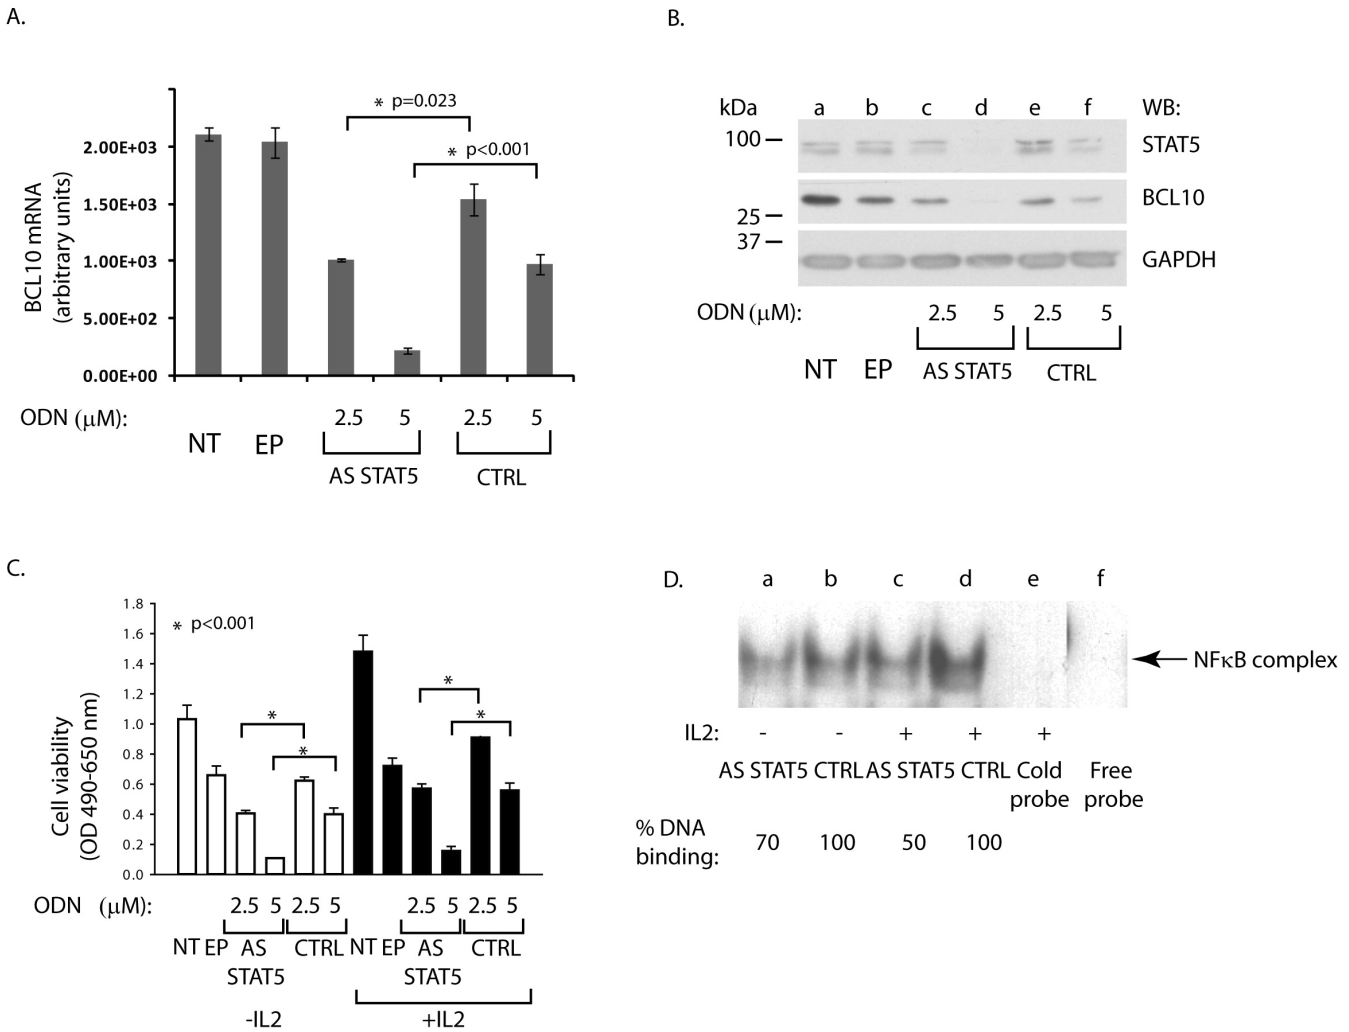 A.
* p=0.023
* p<0.001
2.00E+03
1.50E+03
1.00E+03
5.00E+02
0.00E+00
BCL10 mRNA
(arbitrary units)
ODN (μM): 2.5 5 2.5 5
NT EP
AS STAT5 CTRL
B.
kDa a b c d e f WB:
100 STAT5
BCL10
25
37
GAPDH
ODN (μM): 2.5 5 2.5 5
NT EP AS STAT5 CTRL
C.
* p<0.001
1.8
1.6
1.4
1.2
1.0
0.8
0.6
0.4
0.2
0.0
Cell viability
(OD 490-650 nm)
*
*
*
*
ODN (μM): 2.5 5 2.5 5 2.5 5 2.5 5
NT EP AS CTRL NT EP AS CTRL
STAT5 STAT5
-IL2 +IL2
D.
a b c d e f
NFκB complex
IL2: - - + + +
AS STAT5 CTRL AS STAT5 CTRL Cold Free
probe probe
% DNA
binding: 70 100 50 100